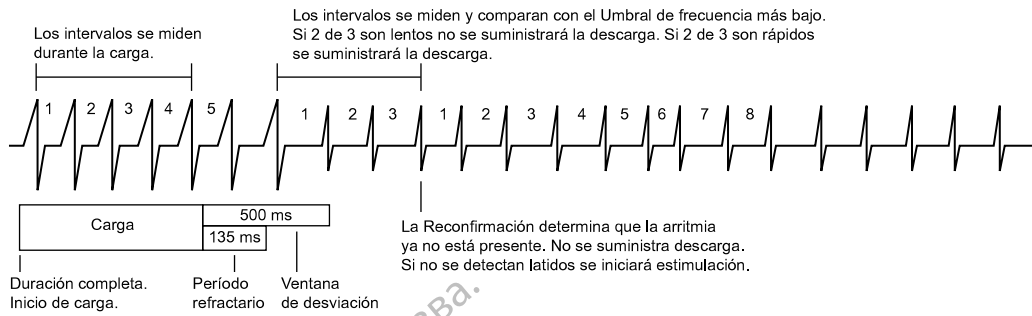 Los intervalos se miden
durante la carga.
Los intervalos se miden y comparan con el Umbral de frecuencia más bajo.
Si 2 de 3 son lentos no se suministrará la descarga. Si 2 de 3 son rápidos
se suministrará la descarga.
1 2 3 4 5 1 2 3 1 2 3 4 5 6 7 8
Carga
500 ms
135 ms
Duración completa.
Inicio de carga.
Período
refractario
Ventana
de desviación
La Reconfirmación determina que la arritmia
ya no está presente. No se suministra descarga.
Si no se detectan latidos se iniciará estimulación.